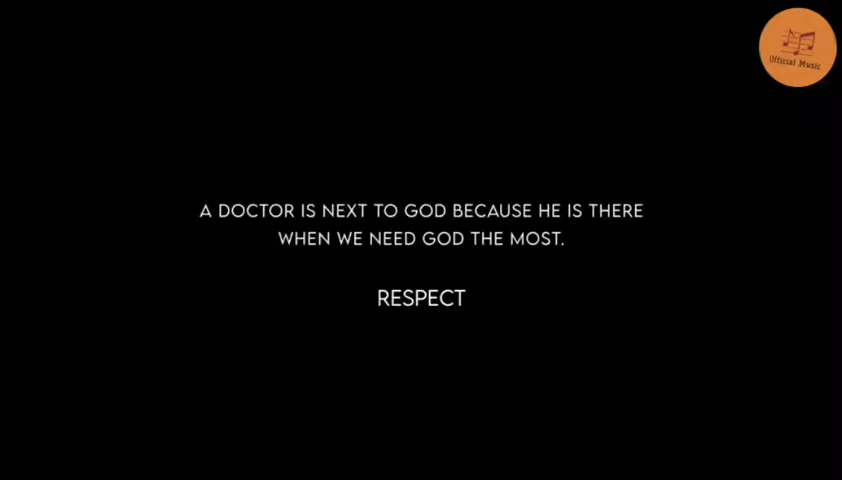 Official Music
A DOCTOR IS NEXT TO GOD BECAUSE HE IS THERE
WHEN WE NEED GOD THE MOST.
RESPECT